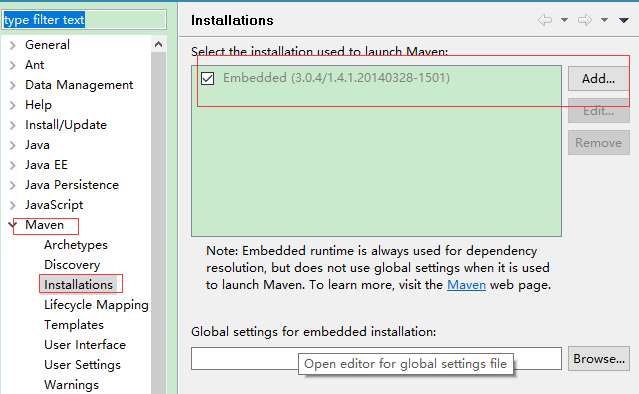 type filter text
General
Ant
Data Management
Help
Install/Update
Java
Java EE
Java Persistence
JavaScript
Maven
Archetypes
Discovery
Installations
Lifecycle Mapping
Templates
User Interface
User Settings
Warnings
Installations
Select the installation used to launch Maven:
Embedded (3.0.4/1.4.1.20140328-1501)
Add...
Edit...
Remove
Note: Embedded runtime is always used for dependency
resolution, but does not use global settings when it is used
to launch Maven. To learn more, visit the Maven web page.
Global settings for embedded installation:
Open editor for global settings file
Browse...